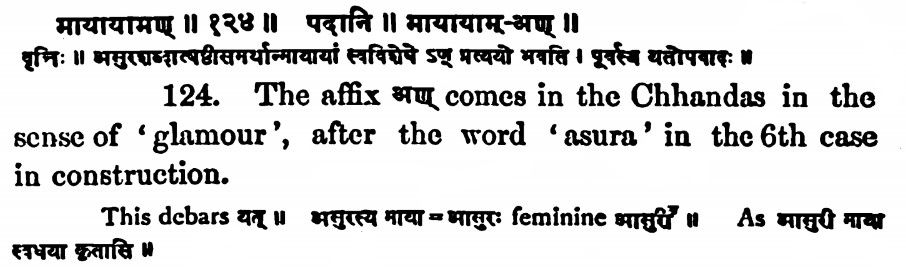 मायायामण् ॥ १२४ ॥ पदानि ॥ मायायाम्-अण् ॥
वृत्तिः ॥ असुरशब्दात्षष्ठीसमर्थान्मायायां स्वविशेषे ऽण् प्रत्ययो भवति । पूर्वस्य यतोपवादः ॥
124. The affix अण् comes in the Chhandas in the
sense of ‘glamour’, after the word ‘asura’ in the 6th case
in construction.
This debars यत् ॥ असुरस्य माया = आसुरः feminine आसुरी ॥ As आसुरी माया
स्वधया कृतासि ॥